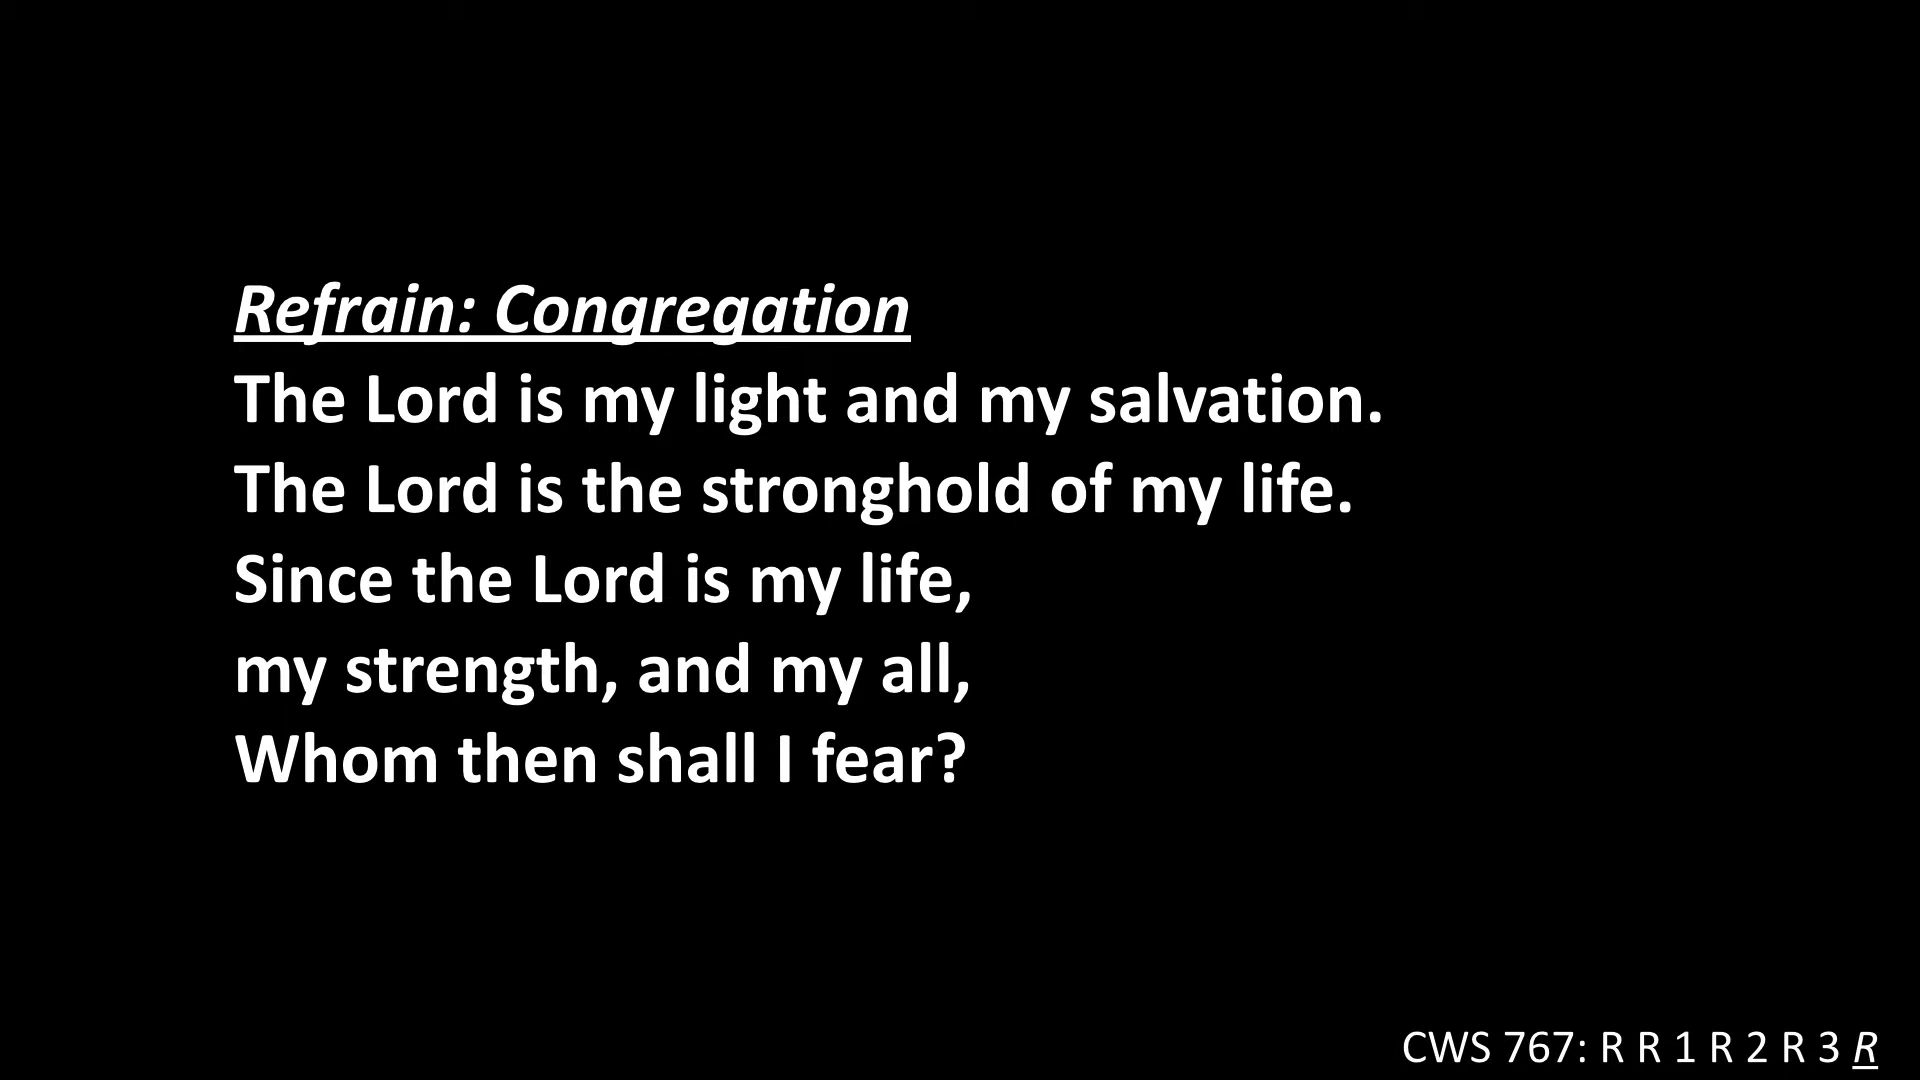 Refrain: Congregation
The Lord is my light and my salvation.
The Lord is the stronghold of my life.
Since the Lord is my life,
my strength, and my all,
Whom then shall I fear?
CWS 767: R R 1 R 2 R 3 R